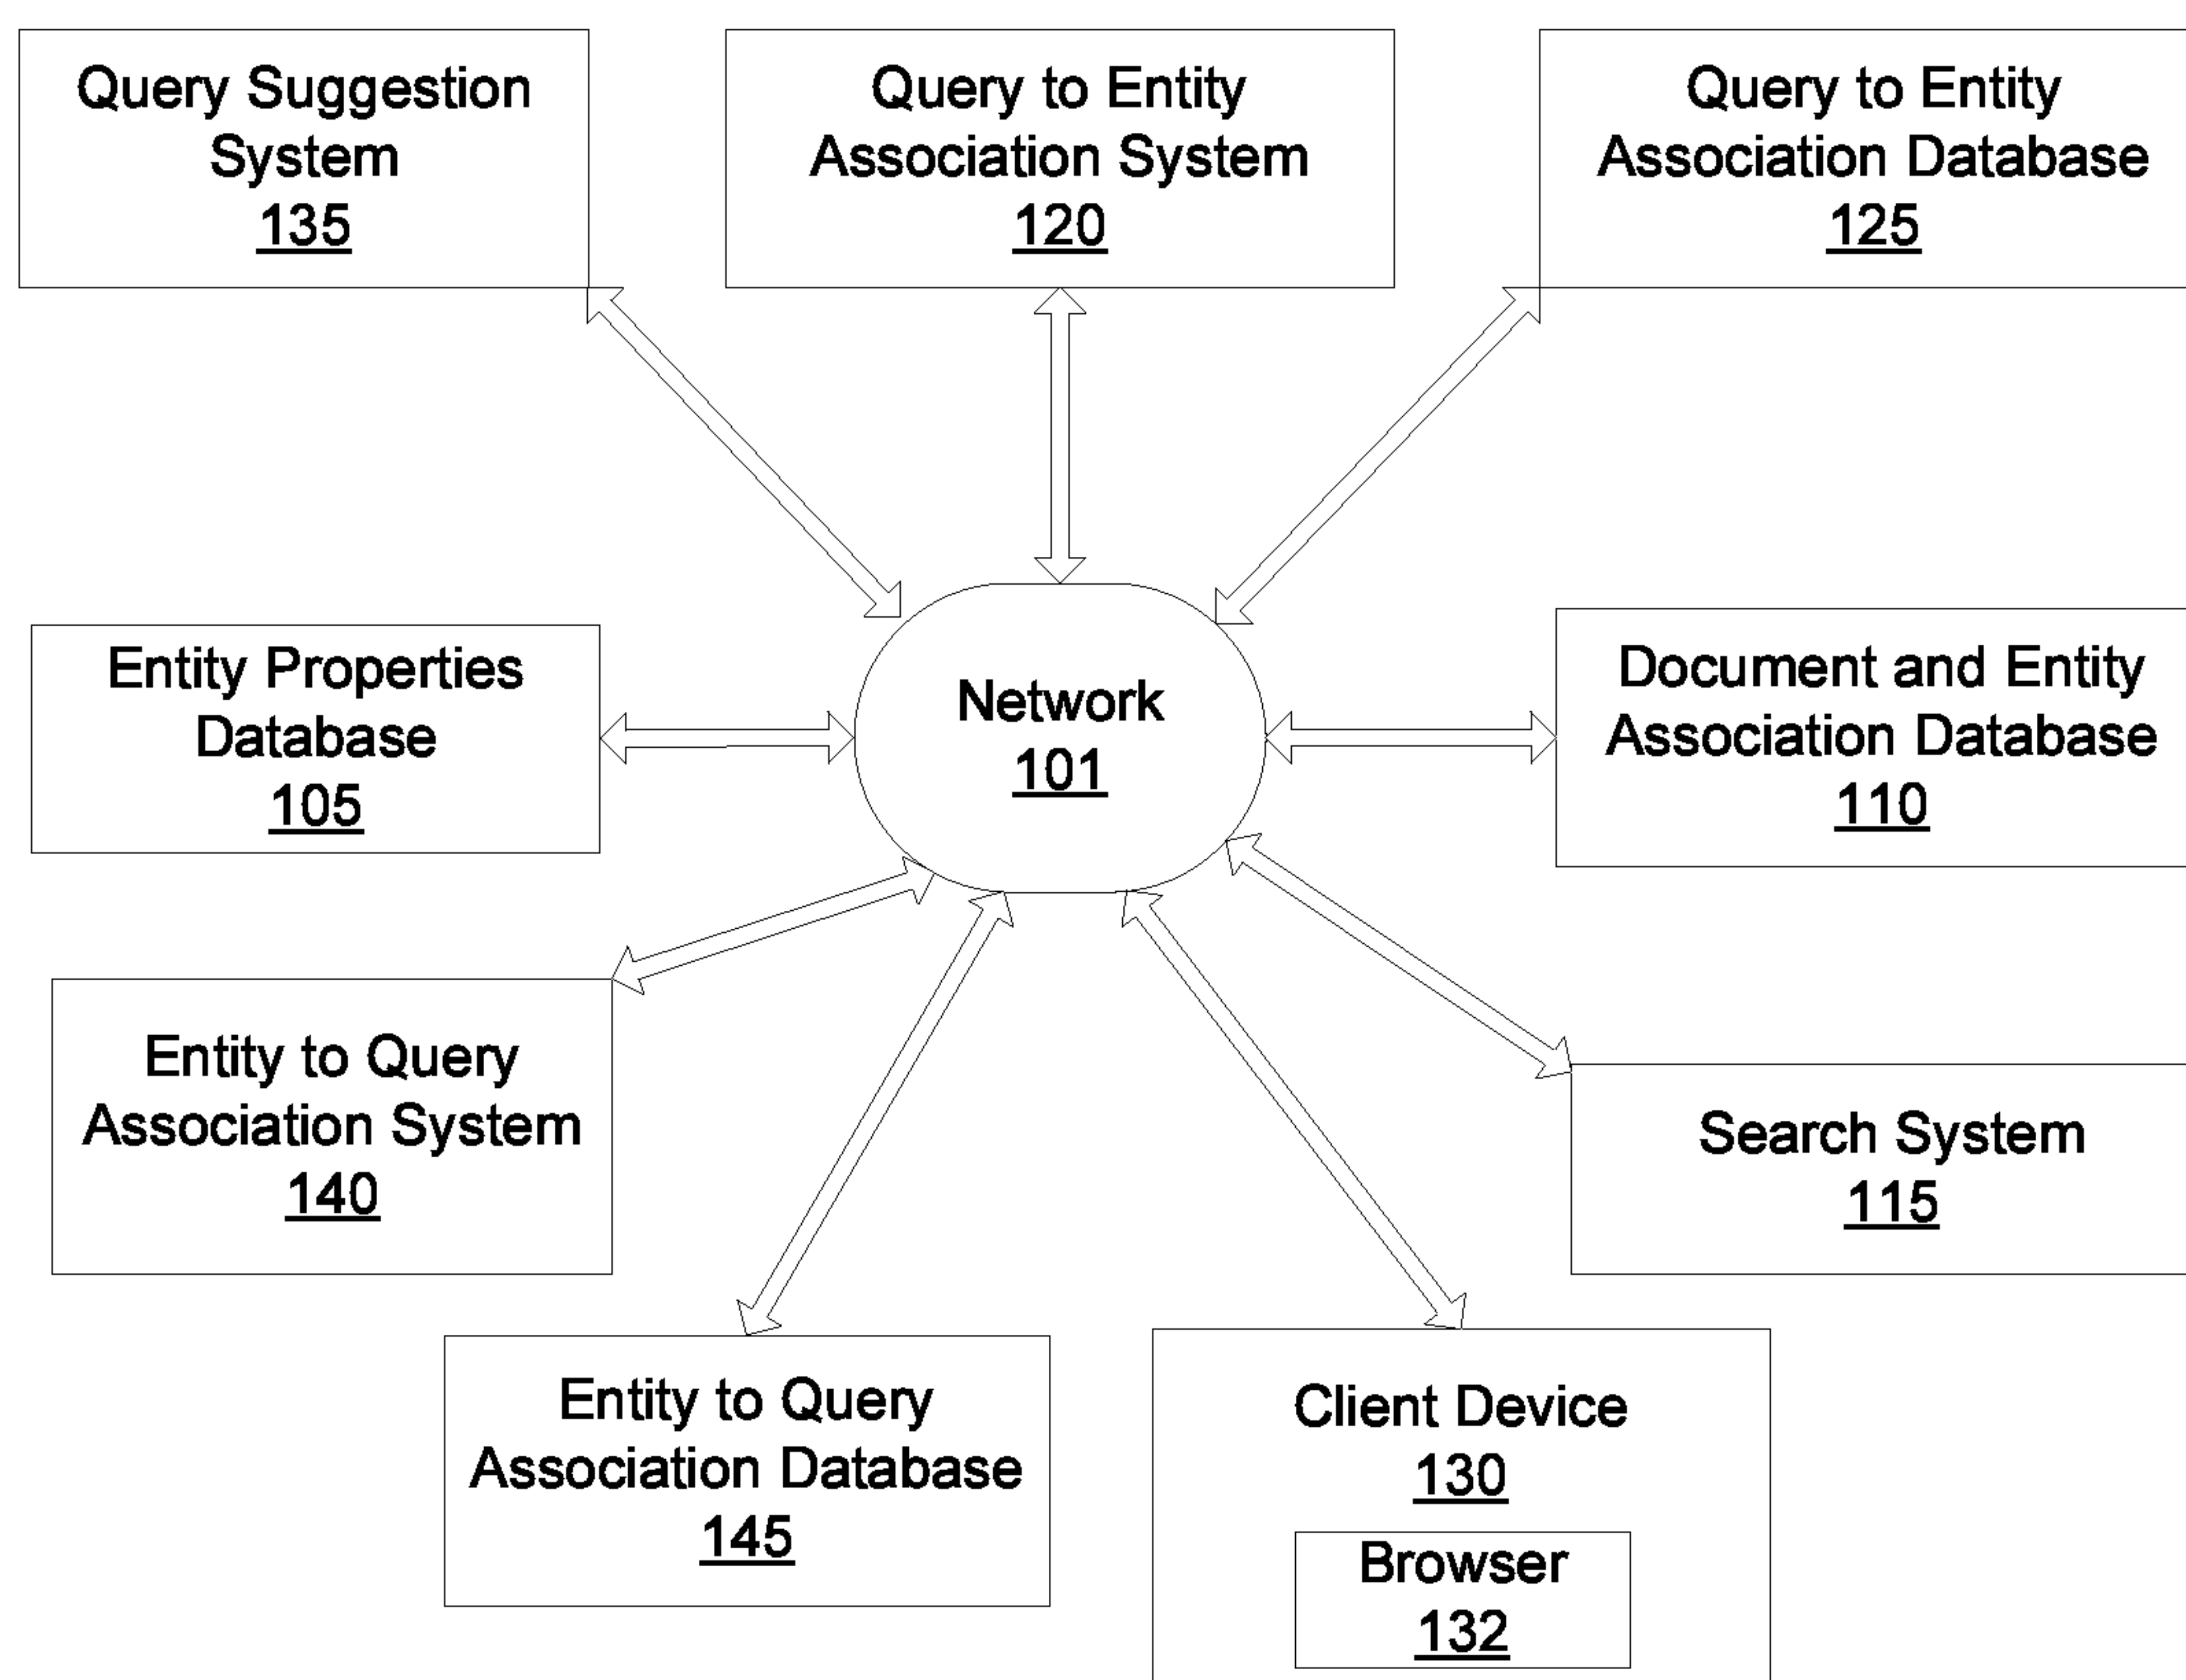 Query Suggestion
System
135
Query to Entity
Association System
120
Query to Entity
Association Database
125
Entity Properties
Database
105
Network
101
Document and Entity
Association Database
110
Entity to Query
Association System
140
Search System
115
Entity to Query
Association Database
145
Client Device
130
Browser
132